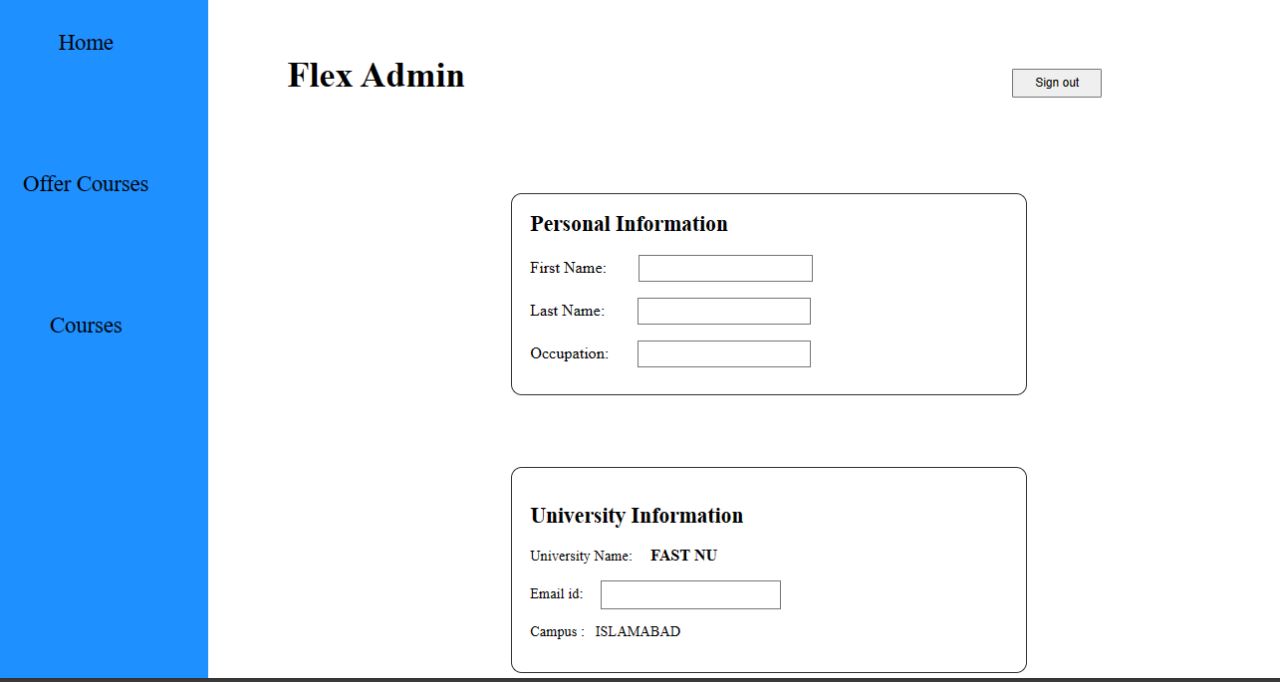 Home
Flex Admin
Sign out
Offer Courses
Personal Information
First Name:
Last Name:
Courses
Occupation:
University Information
University Name: FAST NU
Email id:
Campus : ISLAMABAD